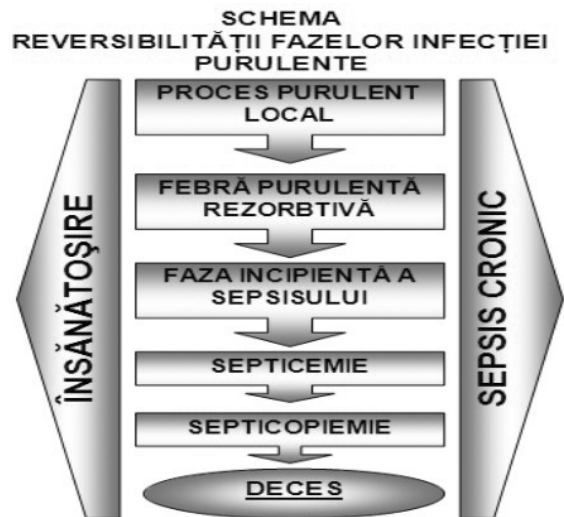 SCHEMA
REVERSIBILITĂȚII FAZELOR INFECȚIEI
PURULENTE
PROCES PURULENT
LOCAL
FEBRĂ PURULENTĂ
REZORBTIVĂ
FAZA INCIPIENTĂ A
SEPSISULUI
SEPTICEMIE
SEPTICOPIEMIE
DECES
ÎNSĂNĂTOŞIRE
SEPSIS CRONIC